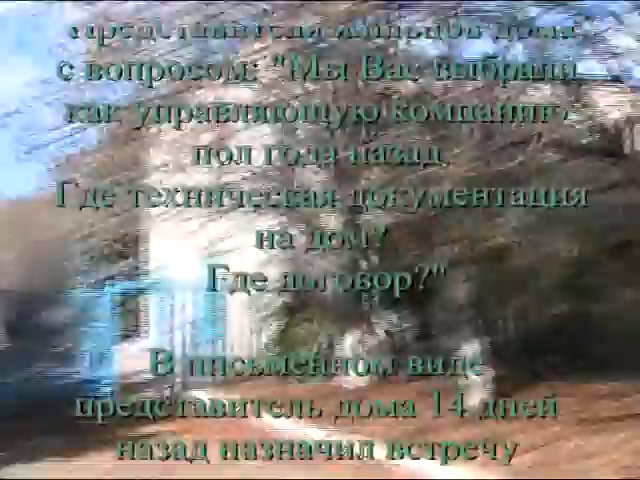 с вопросом: "Мы Вас выбрали
как управляющую компанию
пол года назад.
Где техническая документация
на дом?
Где договор?"
В письменном виде
представитель дома 14 дней
назад назначил встречу